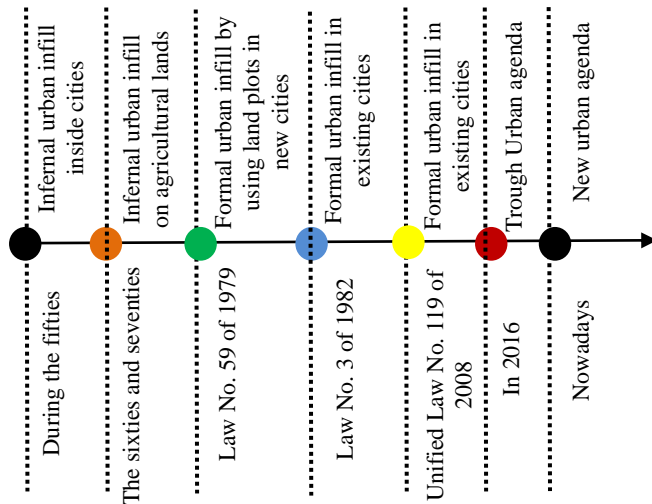 Infernal urban infill
inside cities
Infernal urban infill
on agricultural lands
Formal urban infill by
using land plots in
new cities
Formal urban infill in
existing cities
Formal urban infill in
existing cities
Trough Urban agenda
New urban agenda
During the fifties
The sixties and seventies
Law No. 59 of 1979
Law No. 3 of 1982
Unified Law No. 119 of
2008
In 2016
Nowadays